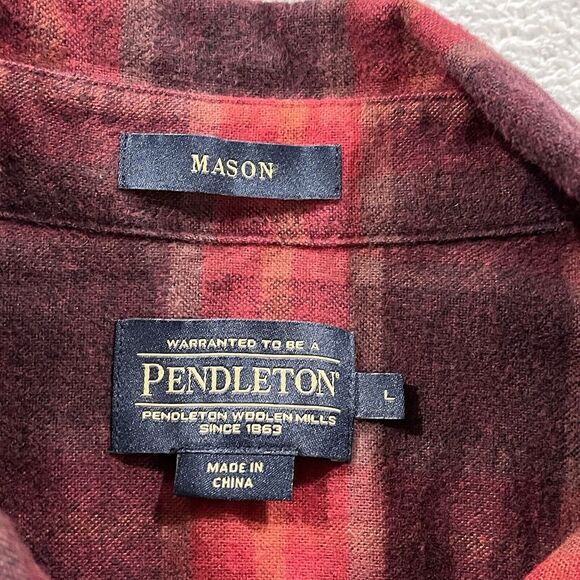 MASON
WARRANTED TO BE A
PENDLETON®
PENDLETON WOOLEN MILLS
SINCE 1863
L
MADE IN
CHINA